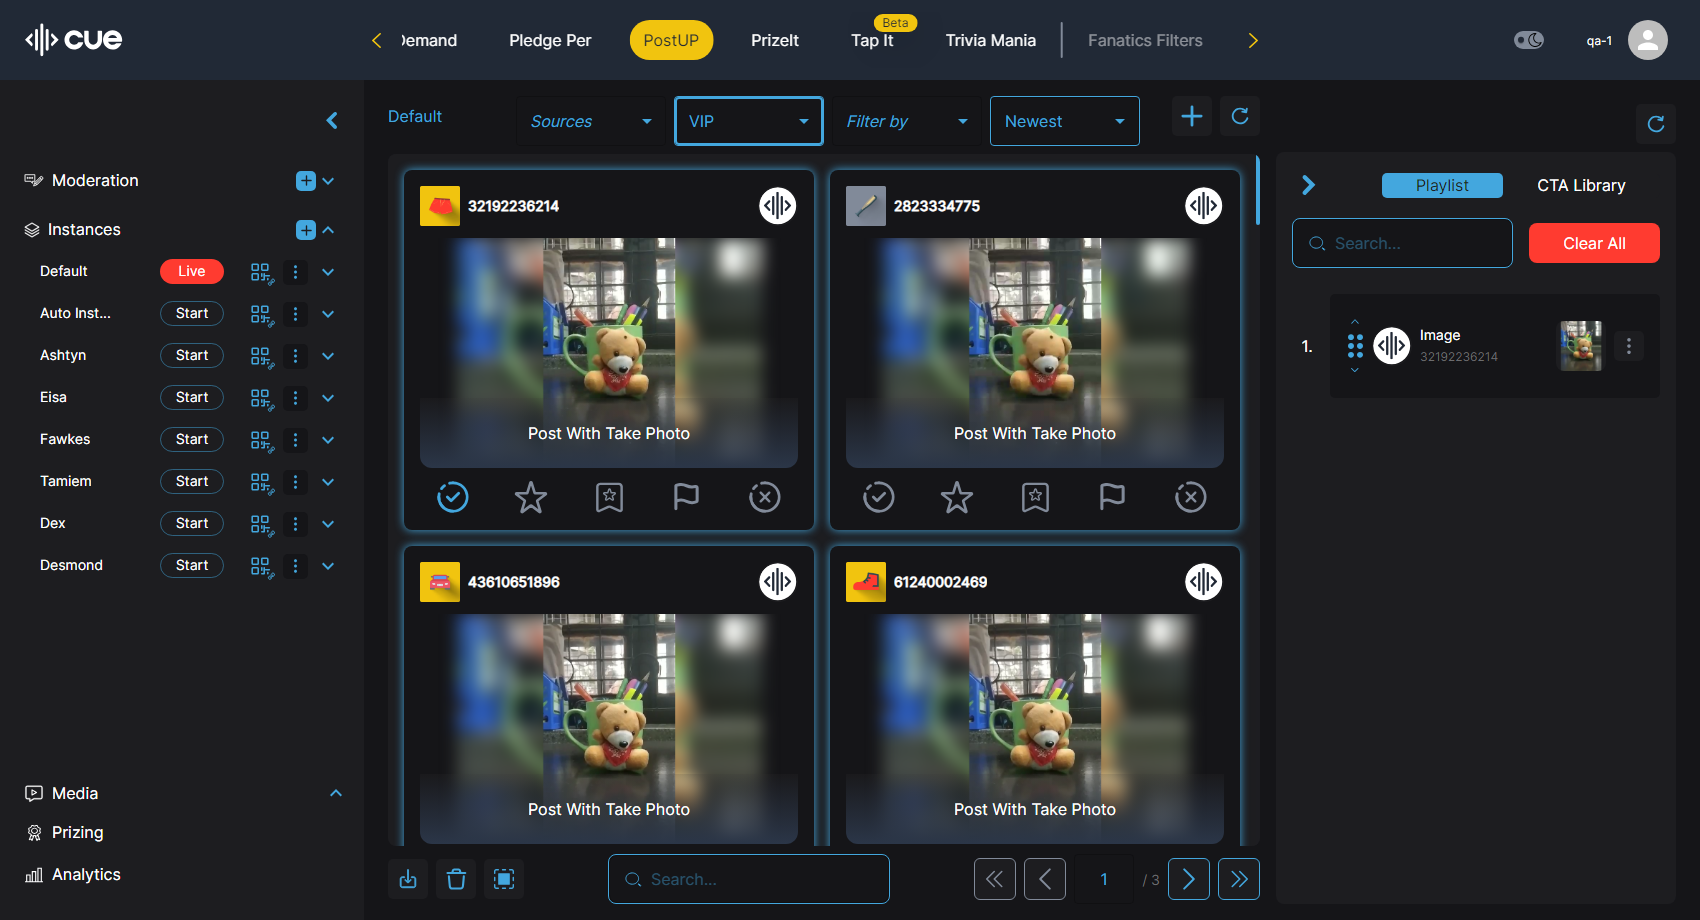 cue
Demand
Pledge Per
PostUP
PrizeIt
Beta
Tap It
Trivia Mania
Fanatics Filters
qa-1
Moderation
Instances
Default
Live
Auto Inst...
Start
Ashtyn
Start
Eisa
Start
Fawkes
Start
Tamiem
Start
Dex
Start
Desmond
Start
Media
Prizing
Analytics
Default
Sources
VIP
Filter by
Newest
32192236214
Post With Take Photo
2823334775
Post With Take Photo
43610651896
Post With Take Photo
61240002469
Post With Take Photo
Search...
1
/ 3
Playlist
CTA Library
Search...
Clear All
1.
Image
32192236214